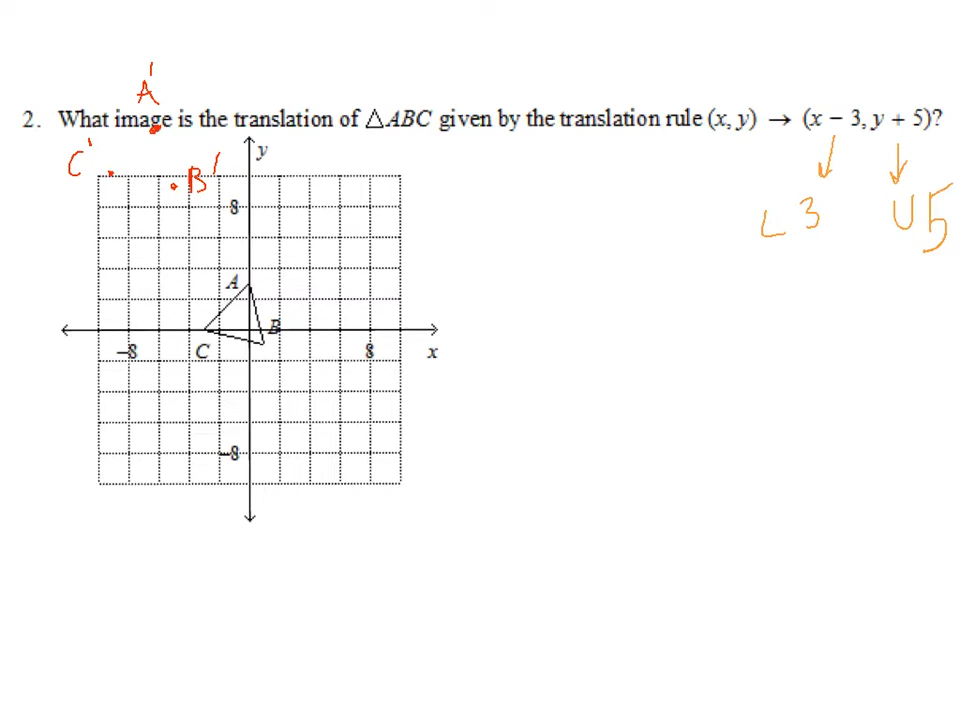 A'
2. What image is the translation of △ABC given by the translation rule (x, y) → (x − 3, y + 5)?
C'
B'
y
L 3
U5
8
A
B
−8
C
8
x
−8